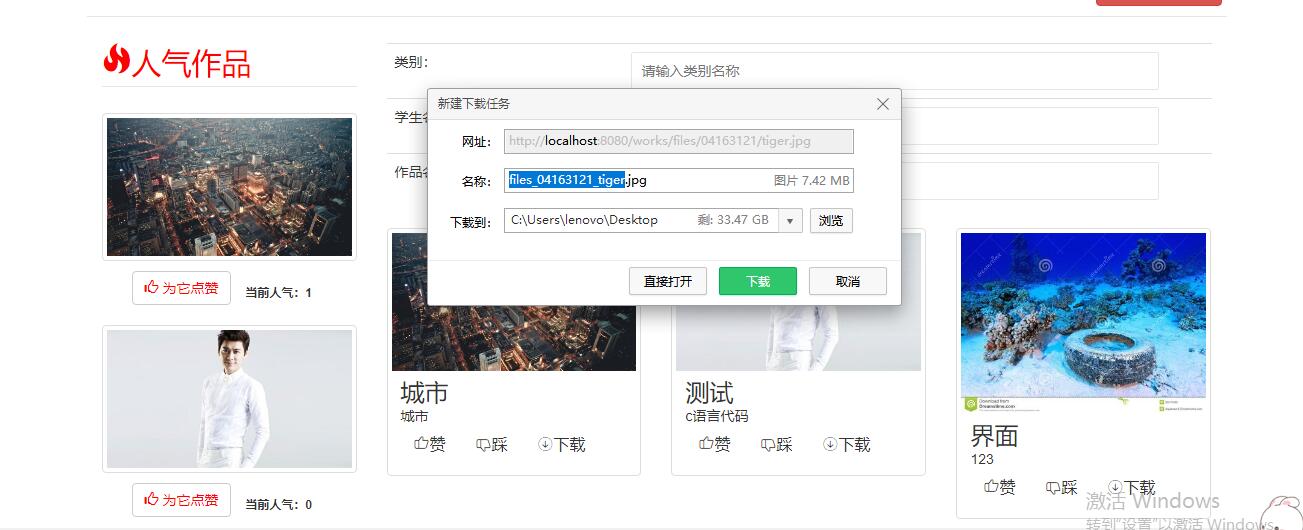 人气作品
类别：
请输入类别名称
学生名
作品名
新建下载任务
网址：
http://localhost:8080/works/files/04163121/tiger.jpg
名称：
files_04163121_tiger.jpg
图片 7.42 MB
下载到：
C:\Users\lenovo\Desktop
剩: 33.47 GB
浏览
直接打开
下载
取消
为它点赞
当前人气：1
为它点赞
当前人气：0
城市
城市
赞 踩 下载
测试
c语言代码
赞 踩 下载
界面
123
赞 踩 下载
激活 Windows
转到“设置”以激活 Windows